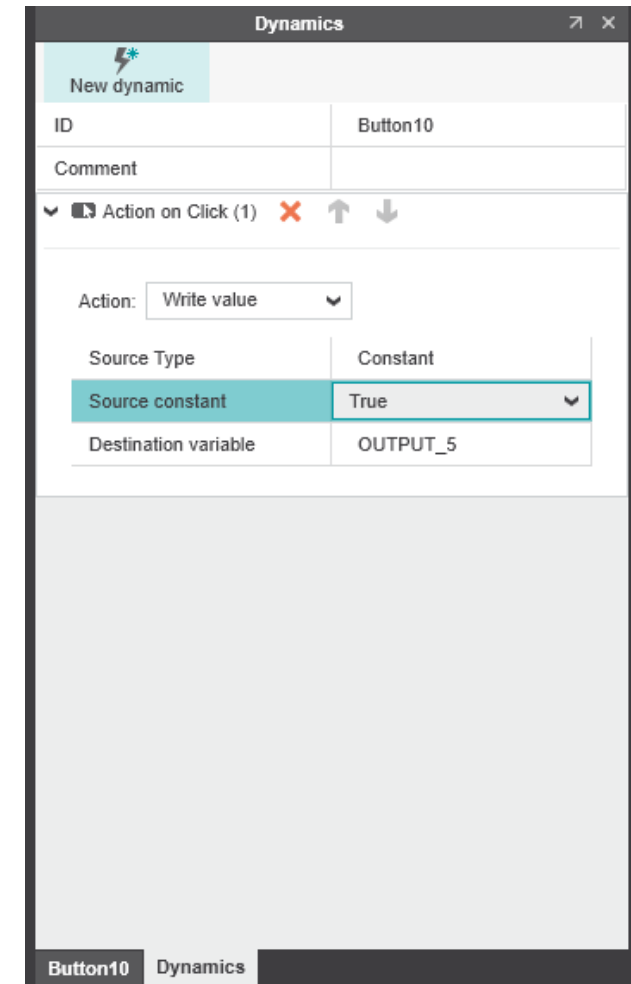 Dynamics
New dynamic
ID Button10
Comment
Action on Click (1)
Action: Write value
Source Type Constant
Source constant True
Destination variable OUTPUT_5
Button10 Dynamics